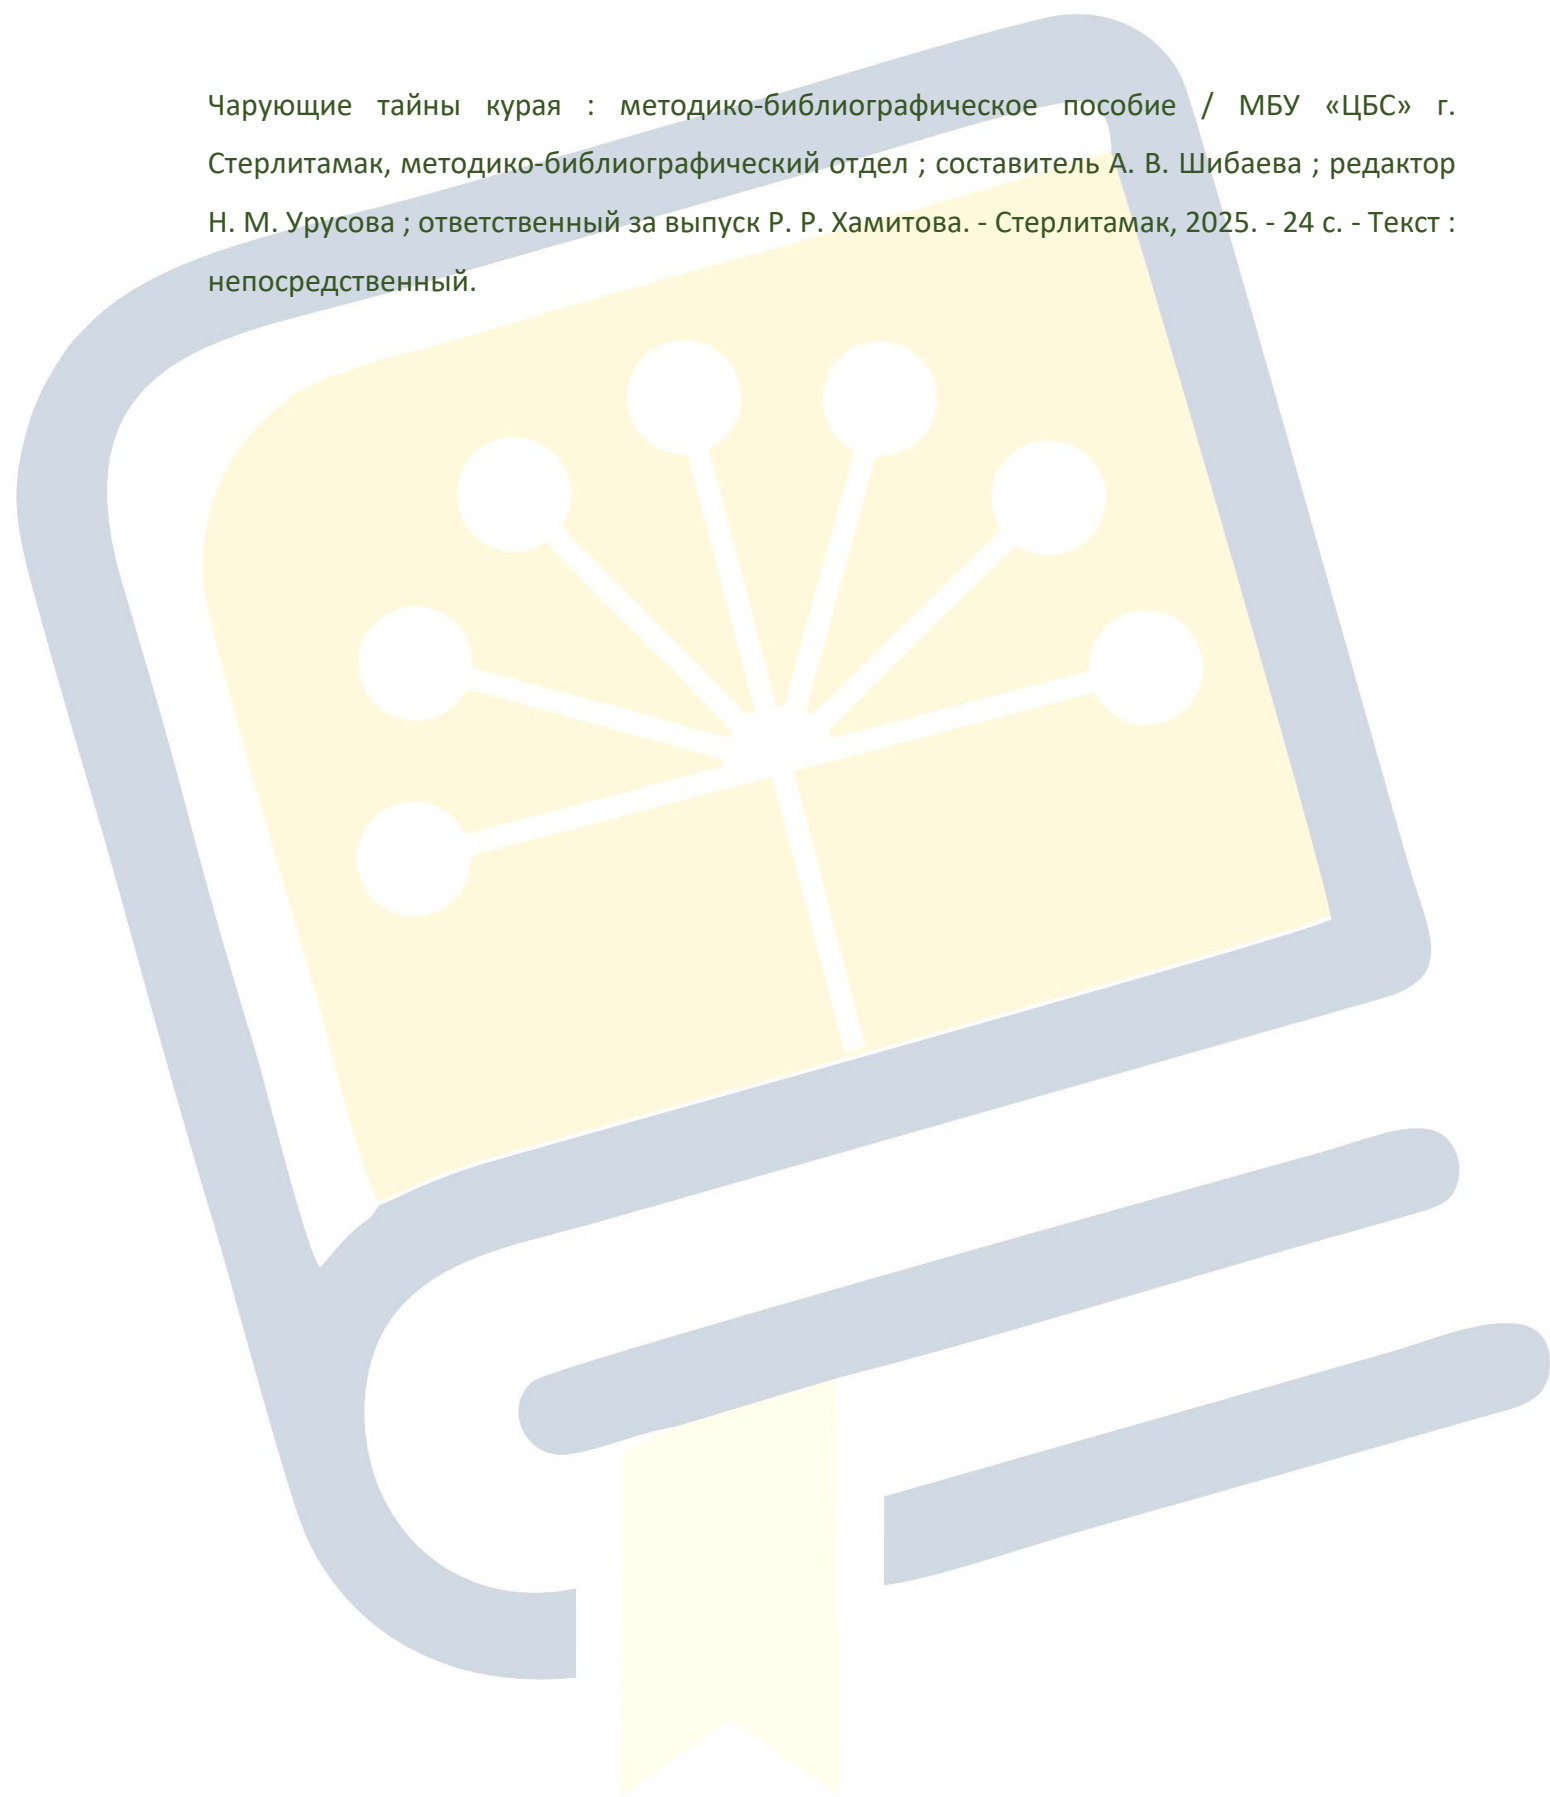 Чарующие тайны курая : методико-библиографическое пособие / МБУ «ЦБС» г.
Стерлитамак, методико-библиографический отдел ; составитель А. В. Шибаева ; редактор
Н. М. Урусова ; ответственный за выпуск Р. Р. Хамитова. - Стерлитамак, 2025. - 24 с. - Текст :
непосредственный.